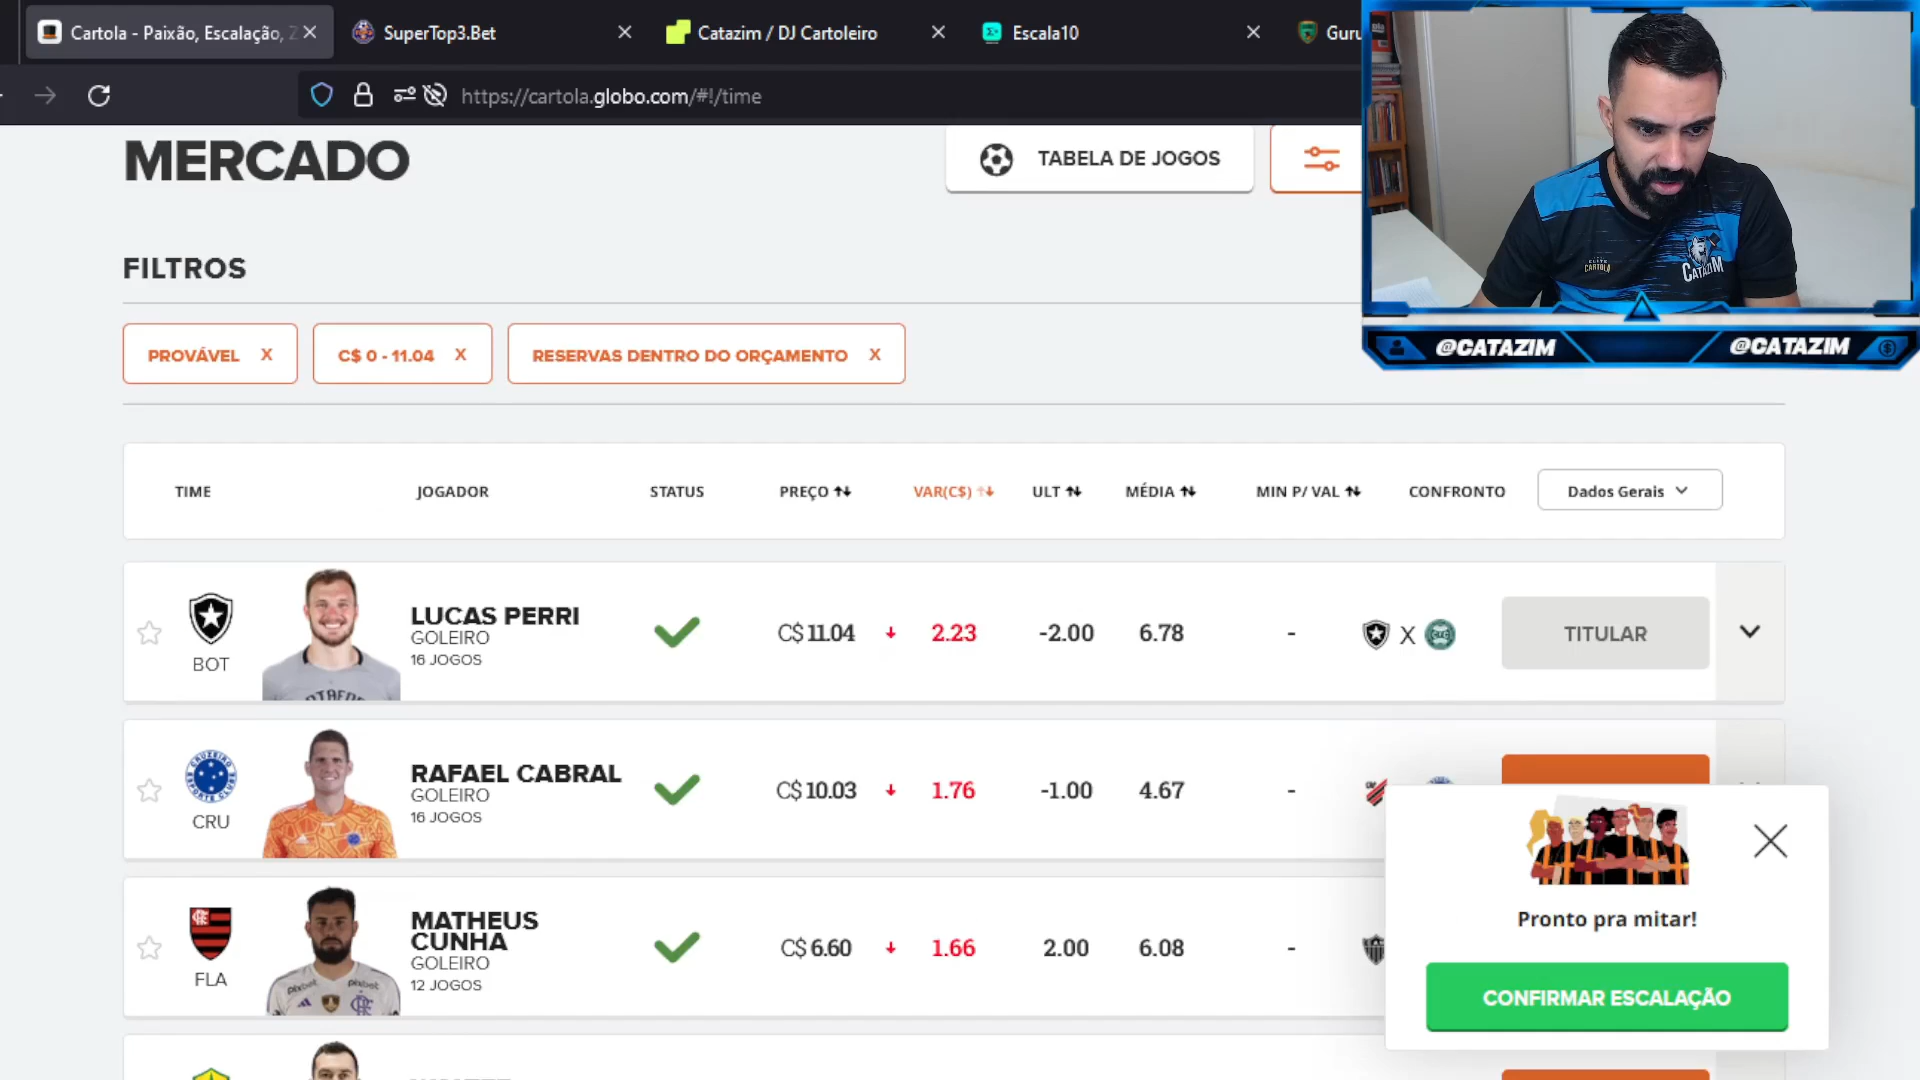 Cartola - Paixão, Escalação, Z
SuperTop3.Bet
Catazim / DJ Cartoleiro
Escala10
Guru
https://cartola.globo.com/#!/time
MERCADO
TABELA DE JOGOS
FILTROS
PROVÁVEL X
C$ 0 - 11.04 X
RESERVAS DENTRO DO ORÇAMENTO X
@CATAZIM
@CATAZIM
CATAZIM
TIME JOGADOR STATUS PREÇO VAR(C$) ULT MÉDIA MIN P/ VAL CONFRONTO Dados Gerais
BOT
LUCAS PERRI
GOLEIRO
16 JOGOS
C$ 11.04 2.23 -2.00 6.78 - X TITULAR
CRU
RAFAEL CABRAL
GOLEIRO
16 JOGOS
C$ 10.03 1.76 -1.00 4.67 -
FLA
MATHEUS
CUNHA
GOLEIRO
12 JOGOS
C$ 6.60 1.66 2.00 6.08 -
Pronto pra mitar!
CONFIRMAR ESCALAÇÃO